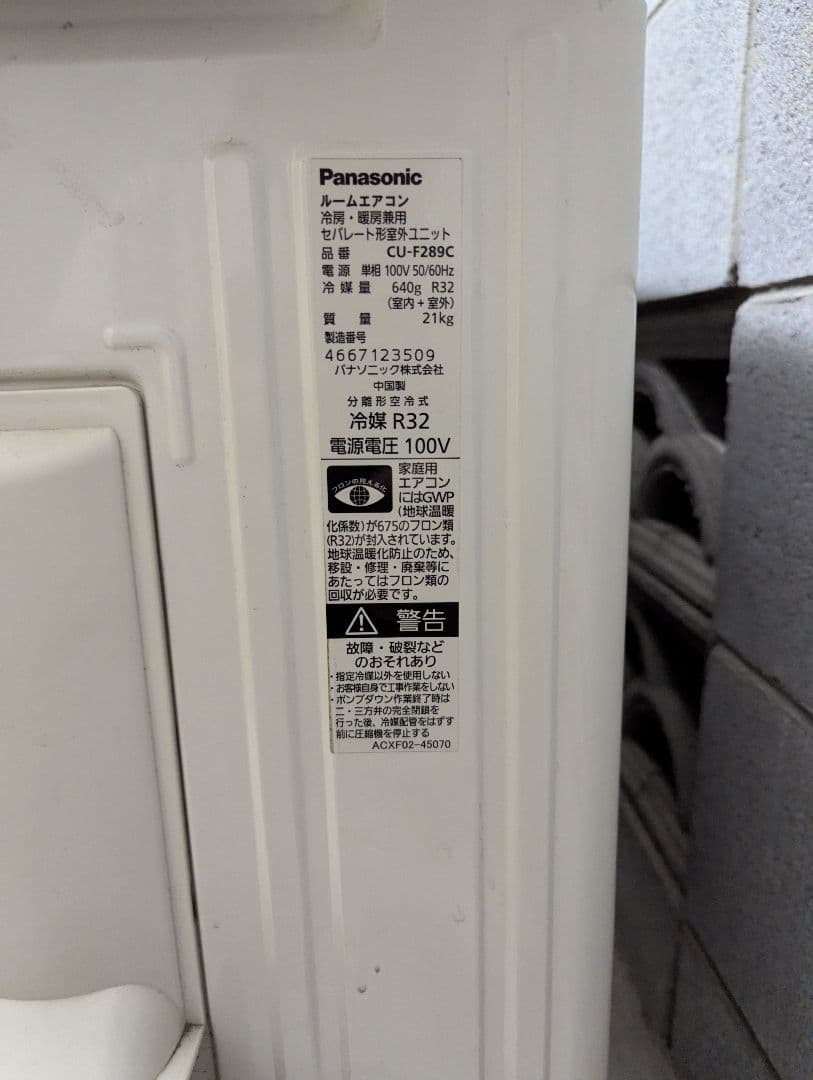 Panasonic
ルームエアコン
冷房・暖房兼用
セパレート形室外ユニット
品番 CU-F289C
電源 単相 100V 50/60Hz
冷媒量 640g R32
(室内+室外)
質量 21kg
製造番号
4667123509
パナソニック株式会社
中国製
分離形空冷式
冷媒 R32
電源電圧 100V
フロンの見える化
家庭用
エアコン
にはGWP
(地球温暖
化係数)が675のフロン類
(R32)が封入されています。
地球温暖化防止のため、
移設・修理・廃棄等に
あたってはフロン類の
回収が必要です。
警告
故障・破裂など
のおそれあり
・指定冷媒以外を使用しない
・お客様自身で工事作業をしない
・ポンプダウン作業終了時は
二・三方弁の完全閉鎖を
行った後、冷媒配管をはずす
前に圧縮機を停止する
ACXF02-45070